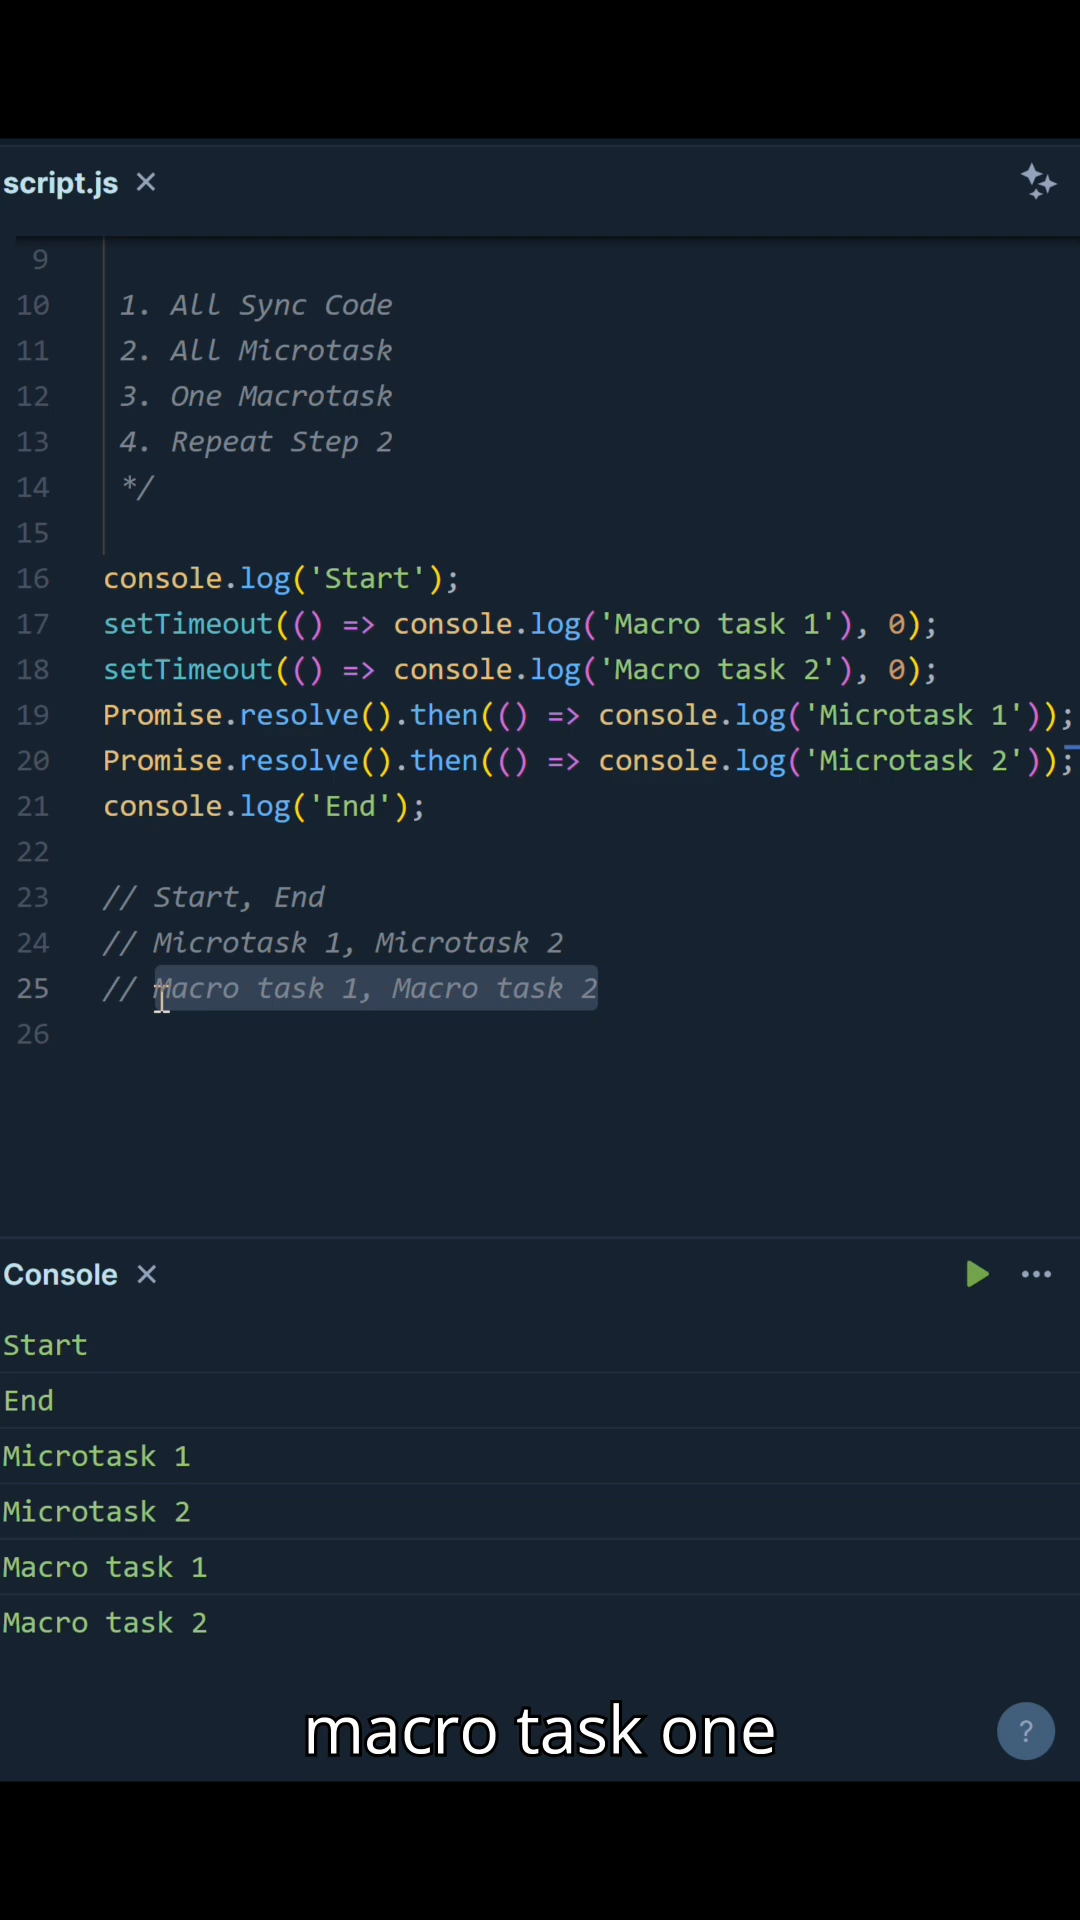 script.js
9
10 1. All Sync Code
11 2. All Microtask
12 3. One Macrotask
13 4. Repeat Step 2
14 */
15
16 console.log('Start');
17 setTimeout(() => console.log('Macro task 1'), 0);
18 setTimeout(() => console.log('Macro task 2'), 0);
19 Promise.resolve().then(() => console.log('Microtask 1'));
20 Promise.resolve().then(() => console.log('Microtask 2'));
21 console.log('End');
22
23 // Start, End
24 // Microtask 1, Microtask 2
25 // Macro task 1, Macro task 2
26
Console
Start
End
Microtask 1
Microtask 2
Macro task 1
Macro task 2
macro task one
?